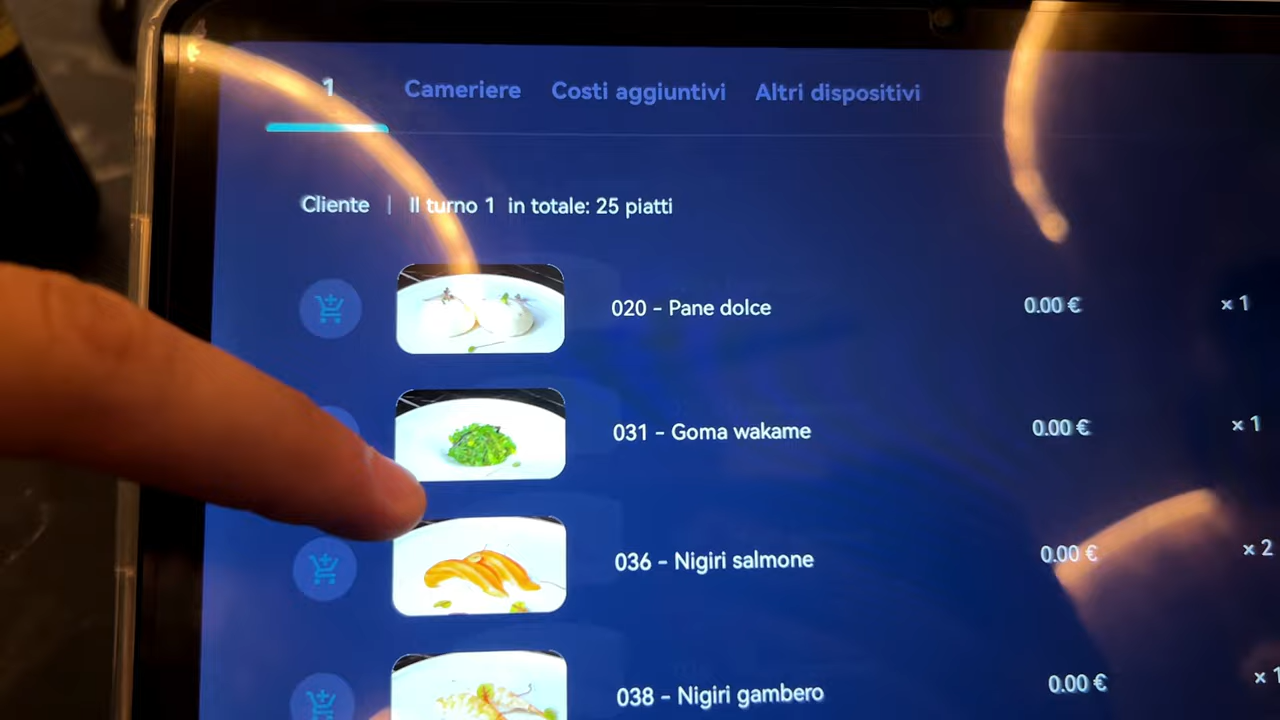 1 Cameriere Costi aggiuntivi Altri dispositivi
Cliente | Il turno 1 in totale: 25 piatti
020 - Pane dolce 0.00 € x 1
031 - Goma wakame 0.00 € x 1
036 - Nigiri salmone 0.00 € x 2
038 - Nigiri gambero 0.00 € x 1